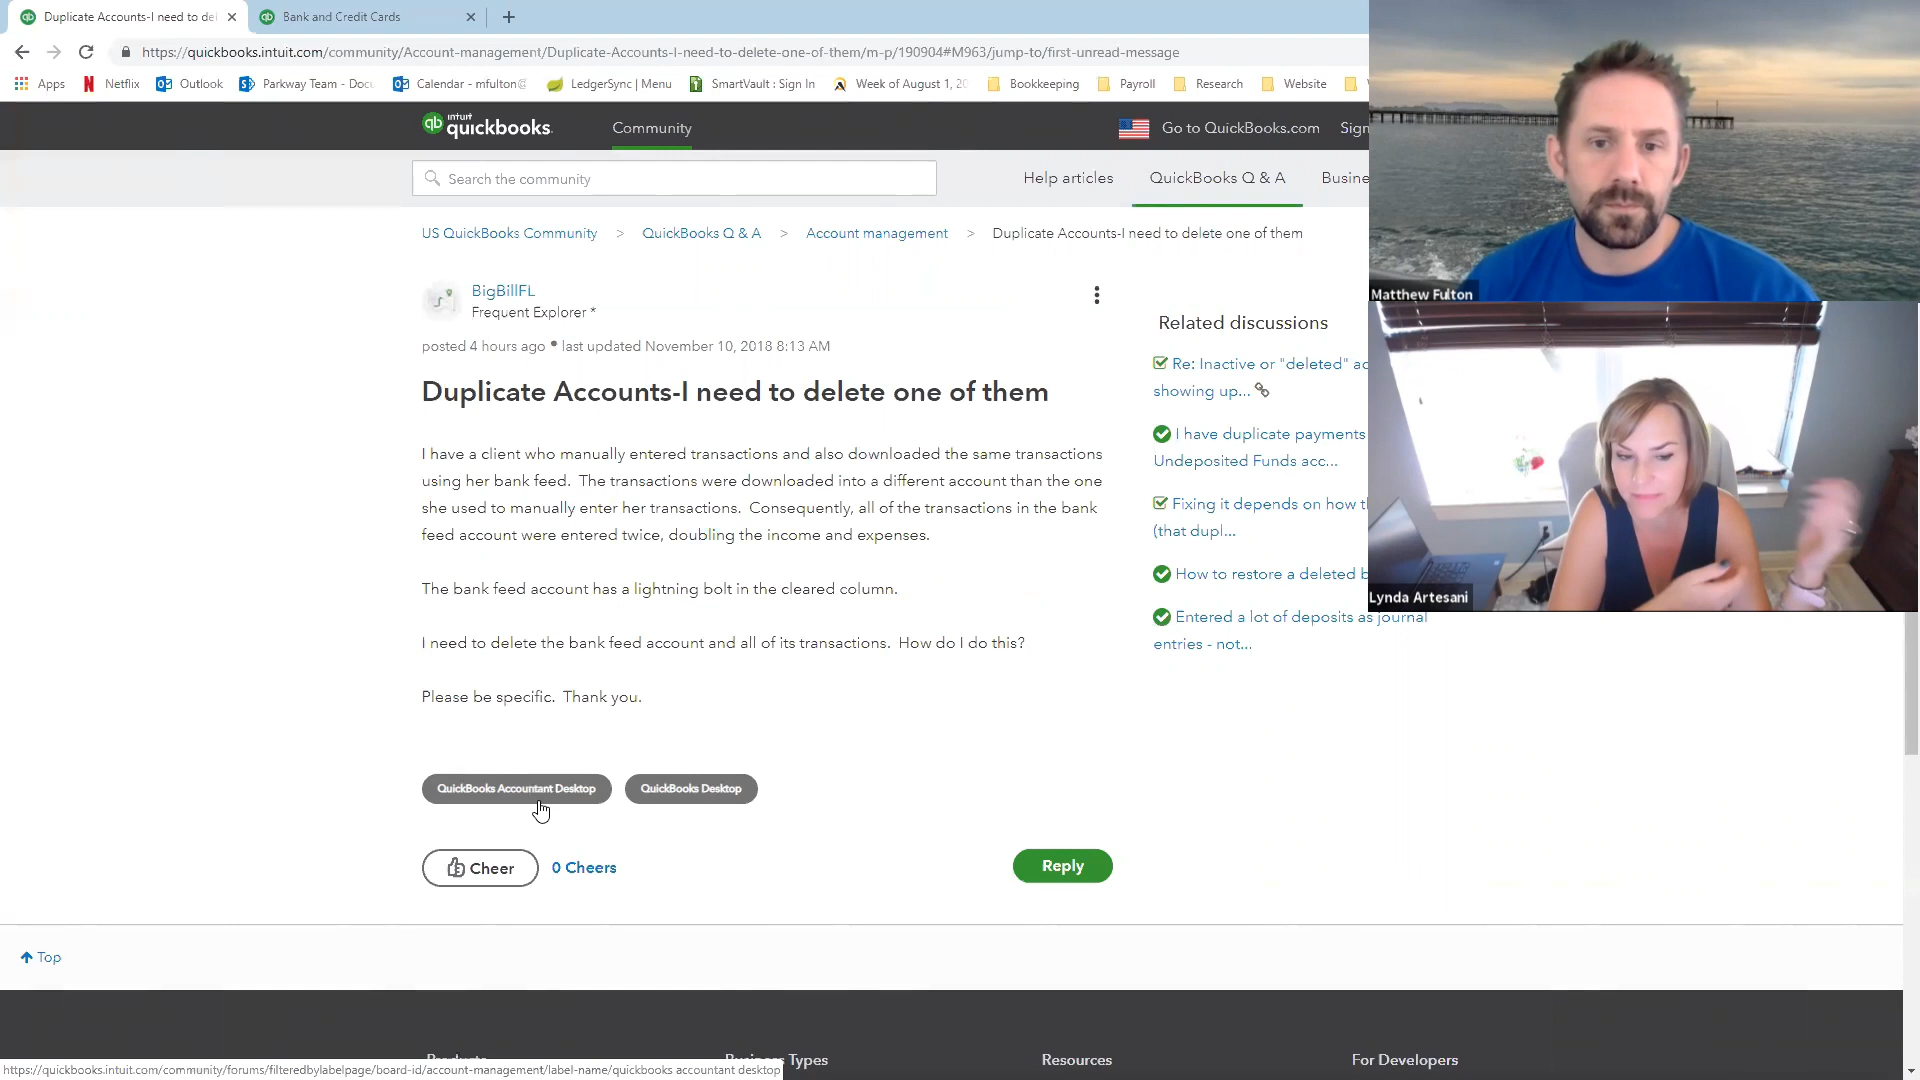 Duplicate Accounts-I need to del
Bank and Credit Cards
https://quickbooks.intuit.com/community/Account-management/Duplicate-Accounts-I-need-to-delete-one-of-them/m-p/190904#M963/jump-to/first-unread-message
Apps Netflix Outlook Parkway Team - Docu Calendar - mfulton@ LedgerSync | Menu SmartVault : Sign In Week of August 1, 20 Bookkeeping Payroll Research Website
intuit quickbooks. Community Go to QuickBooks.com Sign
Search the community Help articles QuickBooks Q & A Busine
US QuickBooks Community > QuickBooks Q & A > Account management > Duplicate Accounts-I need to delete one of them
BigBillFL
Frequent Explorer *
posted 4 hours ago • last updated November 10, 2018 8:13 AM
Duplicate Accounts-I need to delete one of them
I have a client who manually entered transactions and also downloaded the same transactions
using her bank feed.  The transactions were downloaded into a different account than the one
she used to manually enter her transactions.  Consequently, all of the transactions in the bank
feed account were entered twice, doubling the income and expenses.
The bank feed account has a lightning bolt in the cleared column.
I need to delete the bank feed account and all of its transactions.  How do I do this?
Please be specific.  Thank you.
QuickBooks Accountant Desktop QuickBooks Desktop
Cheer 0 Cheers Reply
Related discussions
Re: Inactive or "deleted" ac
showing up...
I have duplicate payments
Undeposited Funds acc...
Fixing it depends on how th
(that dupl...
How to restore a deleted b
Entered a lot of deposits as journal
entries - not...
Matthew Fulton
Lynda Artesani
Top
Products Business Types Resources For Developers
https://quickbooks.intuit.com/community/forums/filteredbylabelpage/board-id/account-management/label-name/quickbooks accountant desktop